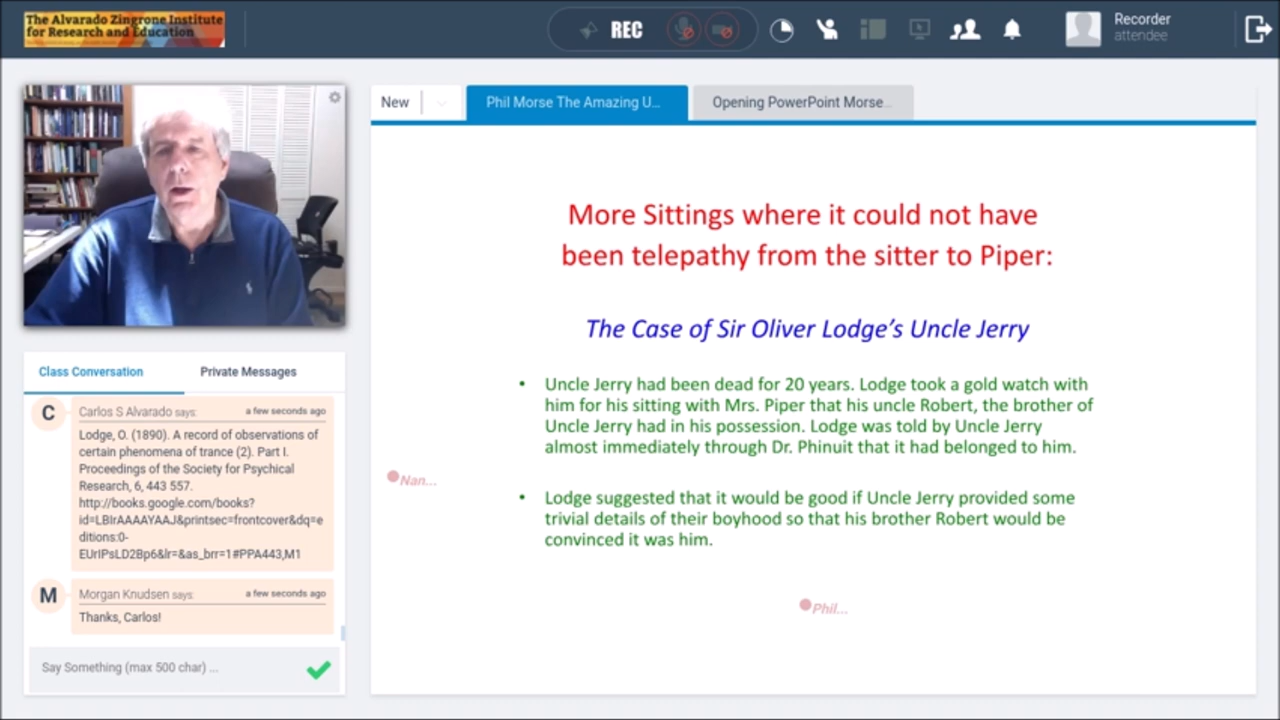 The Alvarado Zingrone Institute
for Research and Education
REC
Recorder
attendee
New
Phil Morse The Amazing U...
Opening PowerPoint Morse...
Class Conversation
Private Messages
C
Carlos S Alvarado says:
a few seconds ago
Lodge, O. (1890). A record of observations of
certain phenomena of trance (2). Part I.
Proceedings of the Society for Psychical
Research, 6, 443 557.
http://books.google.com/books?
id=LBIrAAAAYAAJ&printsec=frontcover&dq=e
ditions:0-
EUrIPsLD2Bp6&lr=&as_brr=1#PPA443,M1
M
Morgan Knudsen says:
a few seconds ago
Thanks, Carlos!
Say Something (max 500 char) ...
More Sittings where it could not have
been telepathy from the sitter to Piper:
The Case of Sir Oliver Lodge's Uncle Jerry
• Uncle Jerry had been dead for 20 years. Lodge took a gold watch with
him for his sitting with Mrs. Piper that his uncle Robert, the brother of
Uncle Jerry had in his possession. Lodge was told by Uncle Jerry
almost immediately through Dr. Phinuit that it had belonged to him.
Nan...
• Lodge suggested that it would be good if Uncle Jerry provided some
trivial details of their boyhood so that his brother Robert would be
convinced it was him.
Phil...